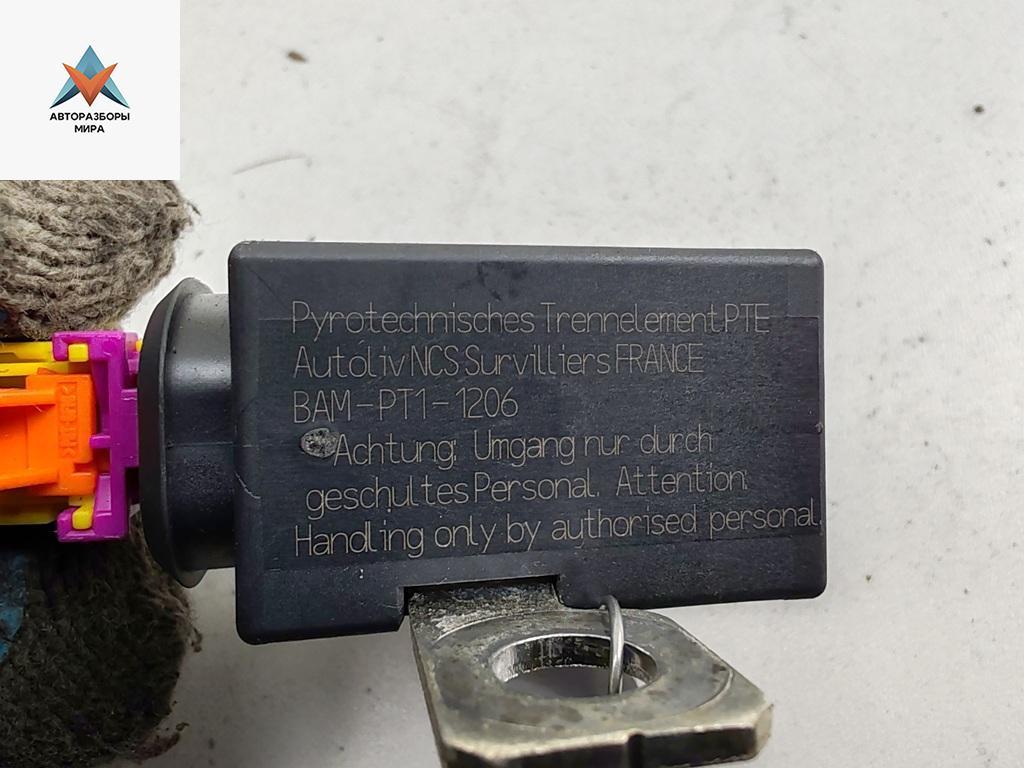 АВТОРАЗБОРЫ
МИРА
Pyrotechnisches Trennelement PTE
Autoliv NCS Survilliers FRANCE
BAM-PT1-1206
Achtung: Umgang nur durch
geschultes Personal. Attention:
Handling only by authorised personal.